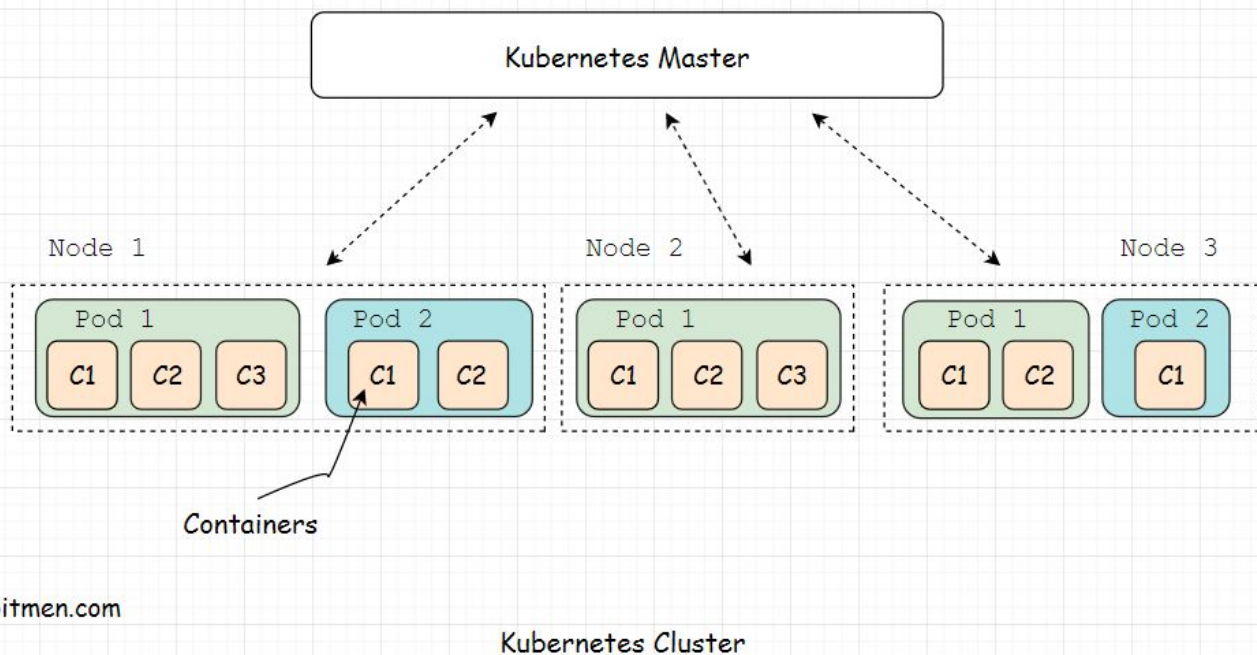 Kubernetes Master
Node 1
Node 2
Node 3
Pod 1
Pod 2
Pod 1
Pod 1
Pod 2
C1 C2 C3
C1 C2
C1 C2 C3
C1 C2
C1
Containers
itmen.com
Kubernetes Cluster